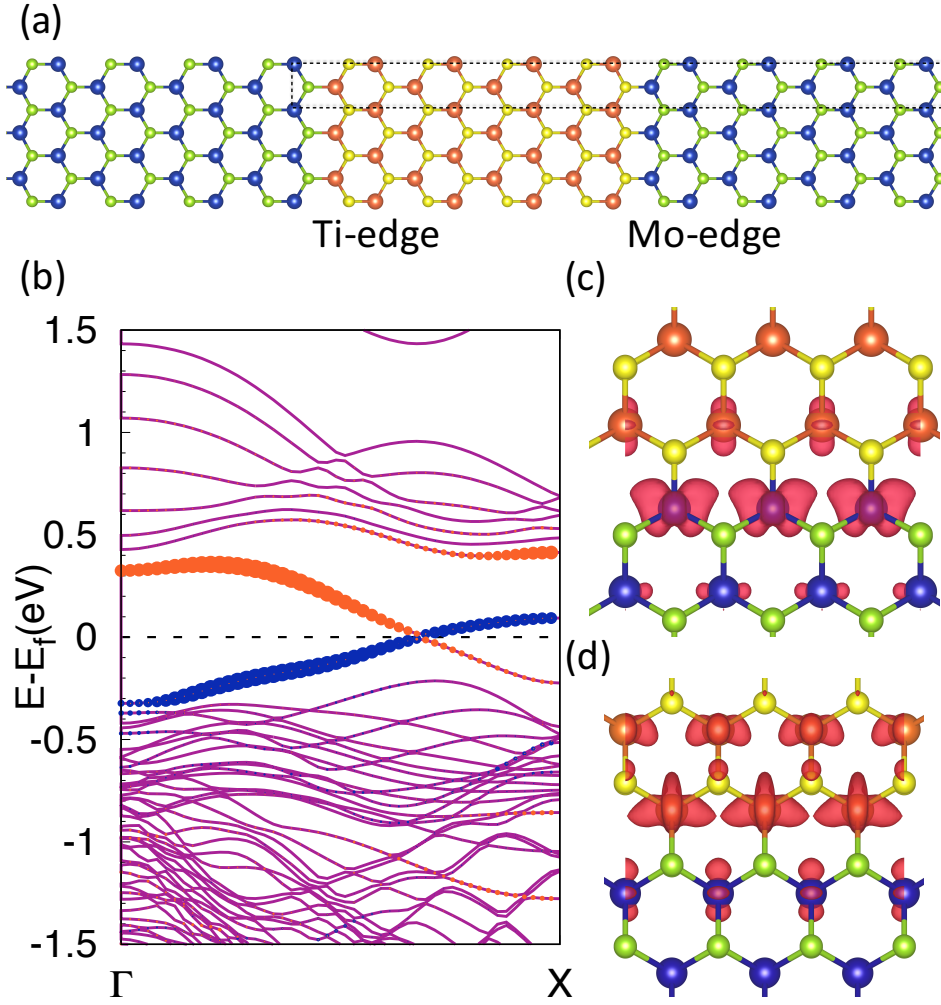 (a)
Ti-edge
Mo-edge
(b)
(c)
1.5
1
0.5
0
-0.5
-1
-1.5
E-E_f(eV)
Γ
X
(d)